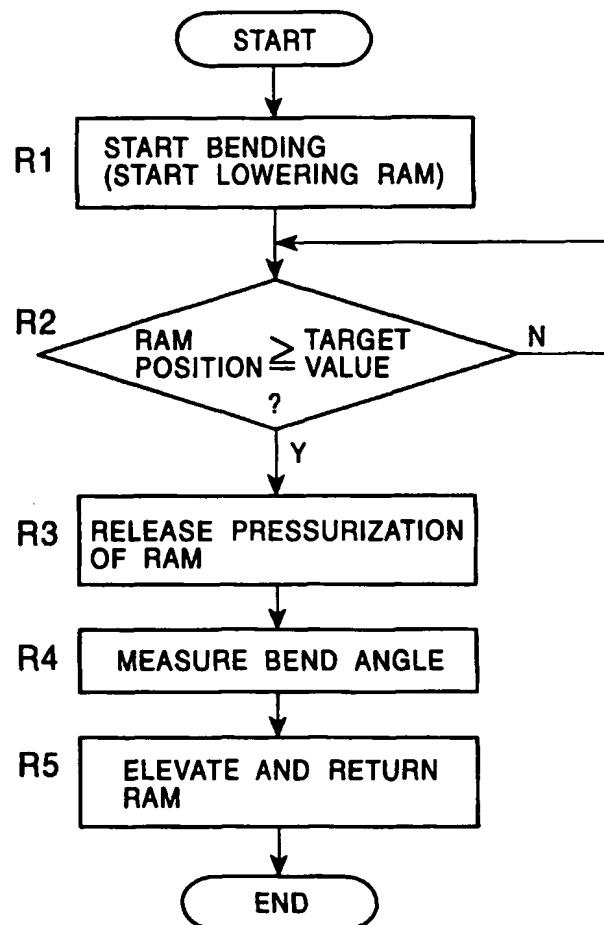 START
R1
START BENDING
(START LOWERING RAM)
R2
RAM POSITION ≧ TARGET VALUE
?
N
Y
R3
RELEASE PRESSURIZATION
OF RAM
R4
MEASURE BEND ANGLE
R5
ELEVATE AND RETURN
RAM
END